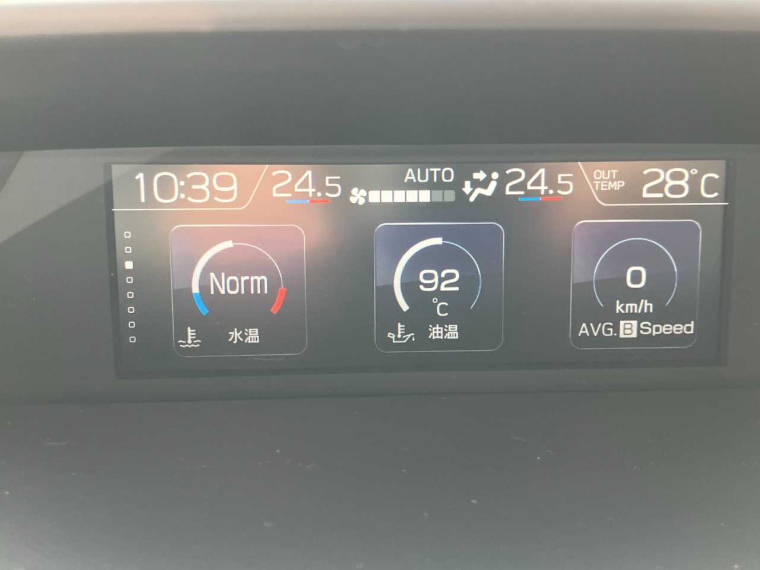 10:39 24.5 AUTO 24.5 OUT TEMP 28°C
Norm
水温
92
°C
油温
0
km/h
AVG. B Speed